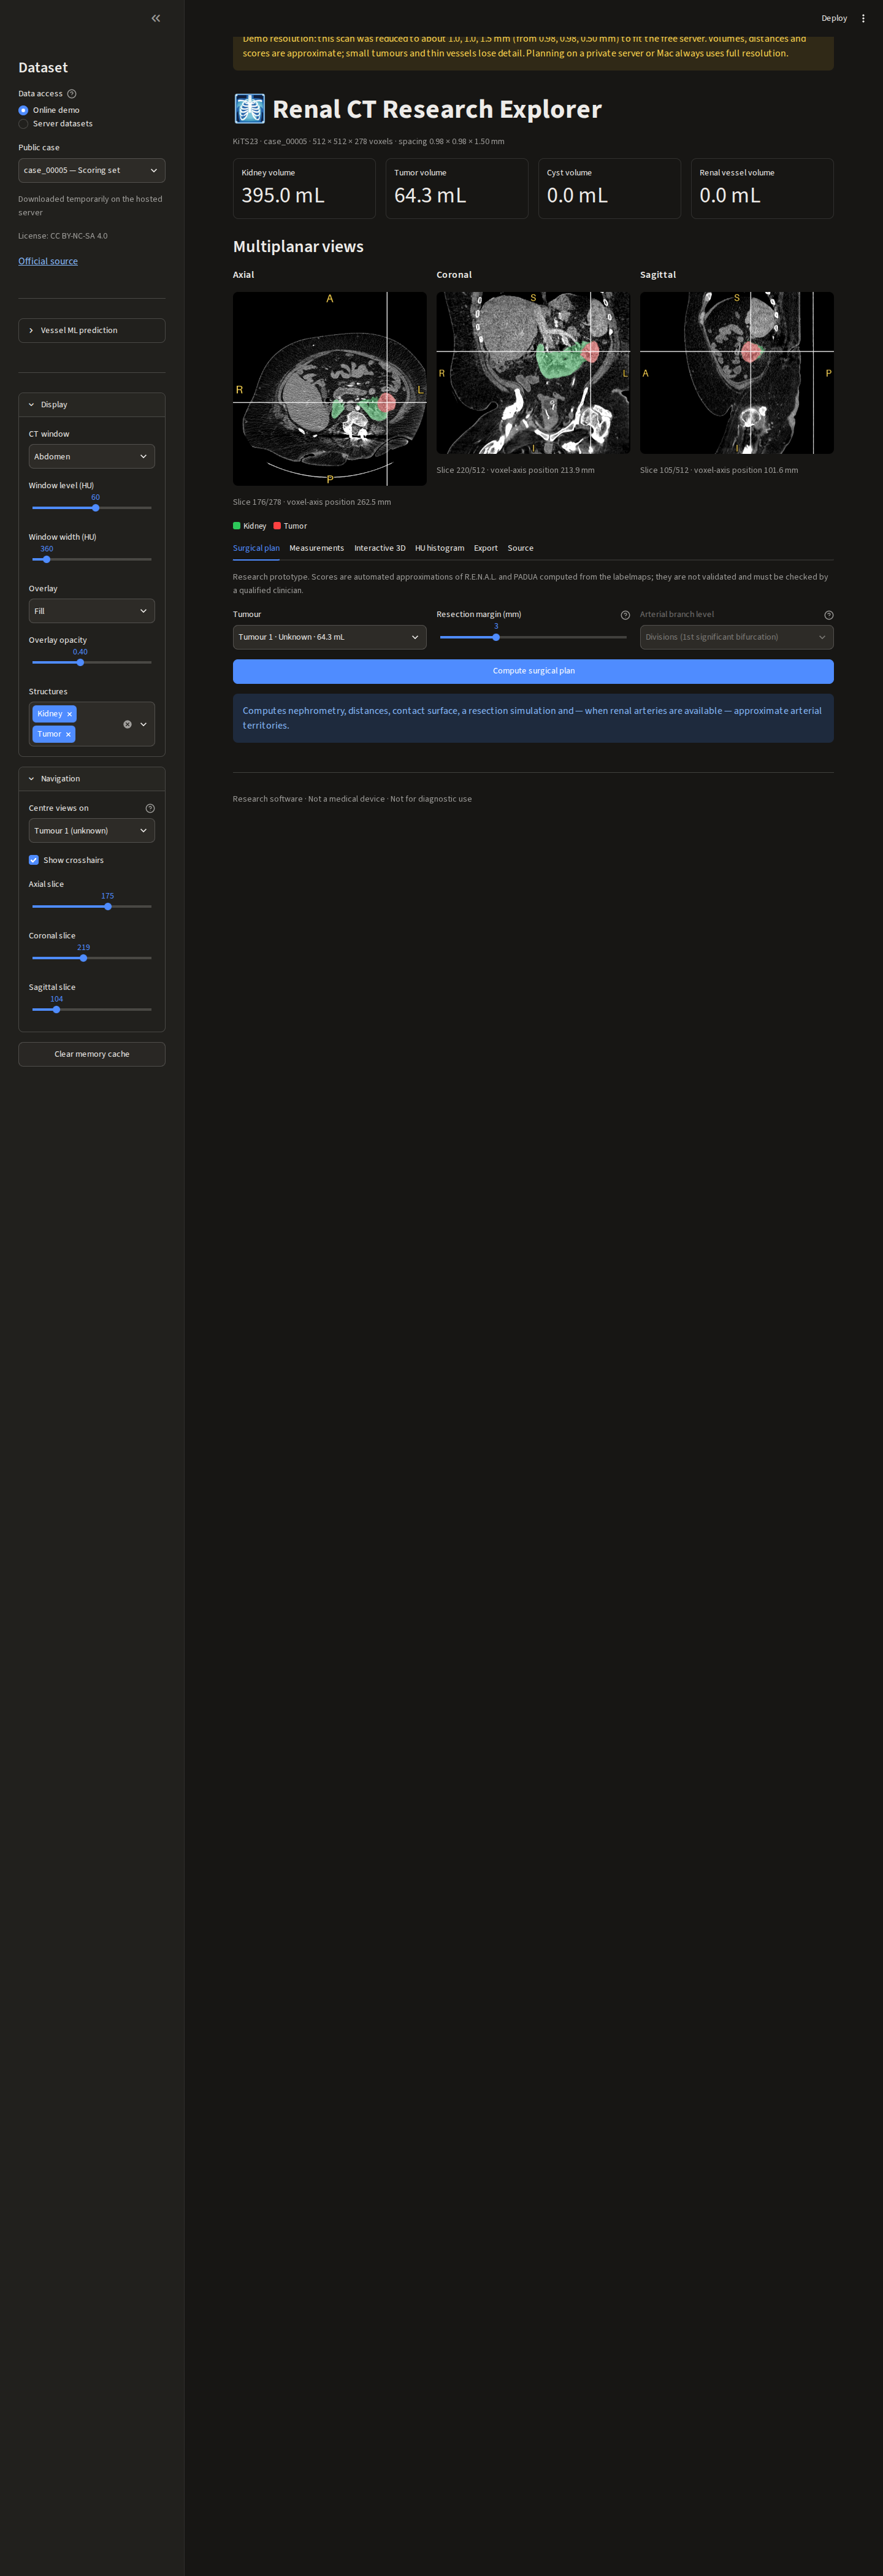 Deploy
Dataset
Data access
Online demo
Server datasets
Public case
case_00005 — Scoring set
Downloaded temporarily on the hosted
server
License: CC BY-NC-SA 4.0
Official source
Vessel ML prediction
Display
CT window
Abdomen
Window level (HU)
60
Window width (HU)
360
Overlay
Fill
Overlay opacity
0.40
Structures
Kidney
Tumor
Navigation
Centre views on
Tumour 1 (unknown)
Show crosshairs
Axial slice
175
Coronal slice
219
Sagittal slice
104
Clear memory cache
Demo resolution: this scan was reduced to about 1.0, 1.0, 1.5 mm (from 0.98, 0.98, 0.50 mm) to fit the free server. Volumes, distances and
scores are approximate; small tumours and thin vessels lose detail. Planning on a private server or Mac always uses full resolution.
Renal CT Research Explorer
KiTS23 · case_00005 · 512 × 512 × 278 voxels · spacing 0.98 × 0.98 × 1.50 mm
Kidney volume
395.0 mL
Tumor volume
64.3 mL
Cyst volume
0.0 mL
Renal vessel volume
0.0 mL
Multiplanar views
Axial
A
R
L
P
Slice 176/278 · voxel-axis position 262.5 mm
Coronal
S
R
L
I
Slice 220/512 · voxel-axis position 213.9 mm
Sagittal
S
A
P
I
Slice 105/512 · voxel-axis position 101.6 mm
Kidney Tumor
Surgical plan Measurements Interactive 3D HU histogram Export Source
Research prototype. Scores are automated approximations of R.E.N.A.L. and PADUA computed from the labelmaps; they are not validated and must be checked by
a qualified clinician.
Tumour
Tumour 1 · Unknown · 64.3 mL
Resection margin (mm)
3
Arterial branch level
Divisions (1st significant bifurcation)
Compute surgical plan
Computes nephrometry, distances, contact surface, a resection simulation and — when renal arteries are available — approximate arterial
territories.
Research software · Not a medical device · Not for diagnostic use